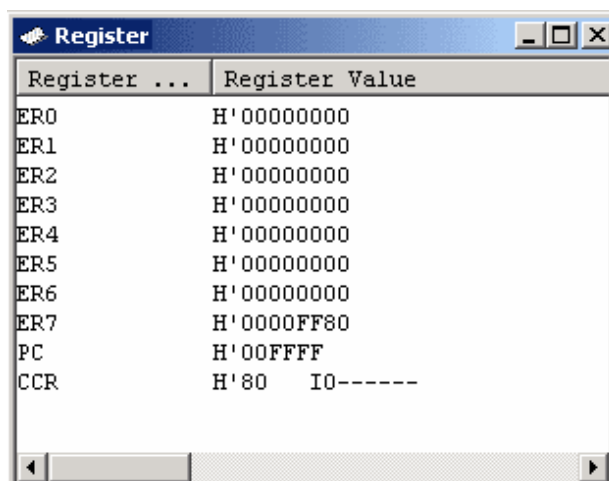 Register
Register ... Register Value
ER0 H'00000000
ER1 H'00000000
ER2 H'00000000
ER3 H'00000000
ER4 H'00000000
ER5 H'00000000
ER6 H'00000000
ER7 H'0000FF80
PC H'00FFFF
CCR H'80 I0------